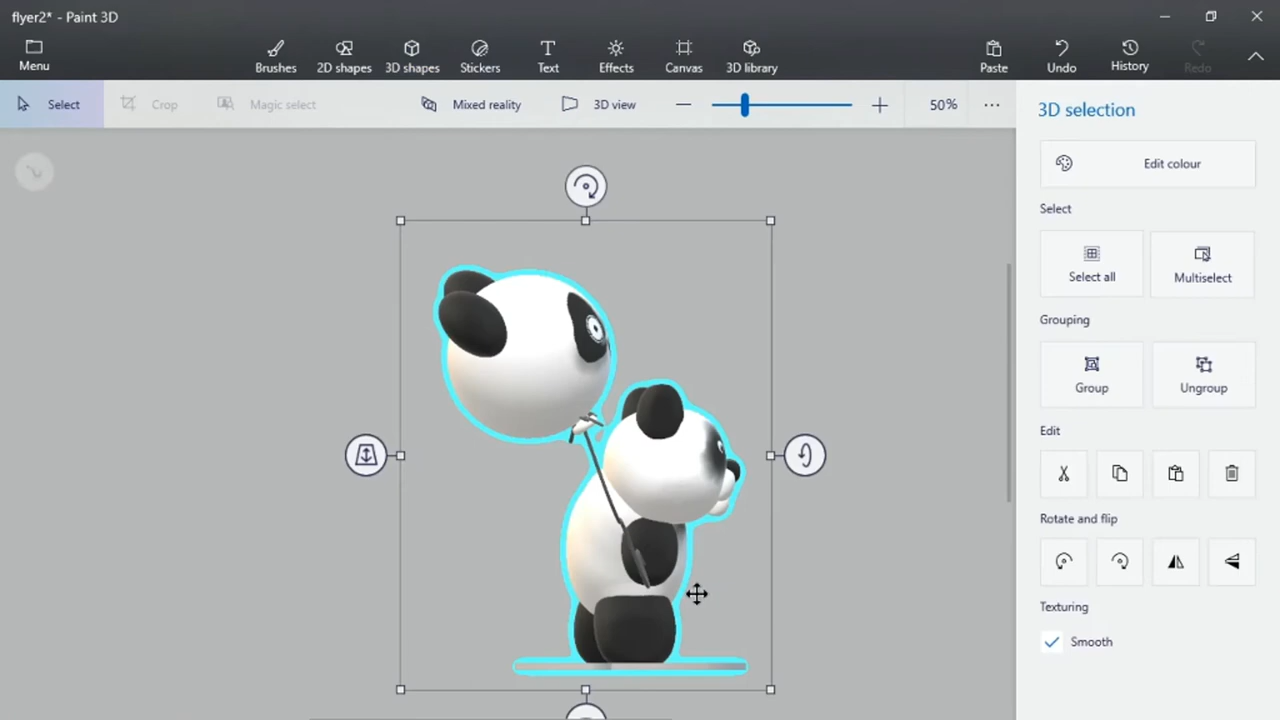 flyer2* - Paint 3D
Menu
Brushes
2D shapes
3D shapes
Stickers
Text
Effects
Canvas
3D library
Paste
Undo
History
Redo
Select
Crop
Magic select
Mixed reality
3D view
50%
3D selection
Edit colour
Select
Select all
Multiselect
Grouping
Group
Ungroup
Edit
Rotate and flip
Texturing
Smooth